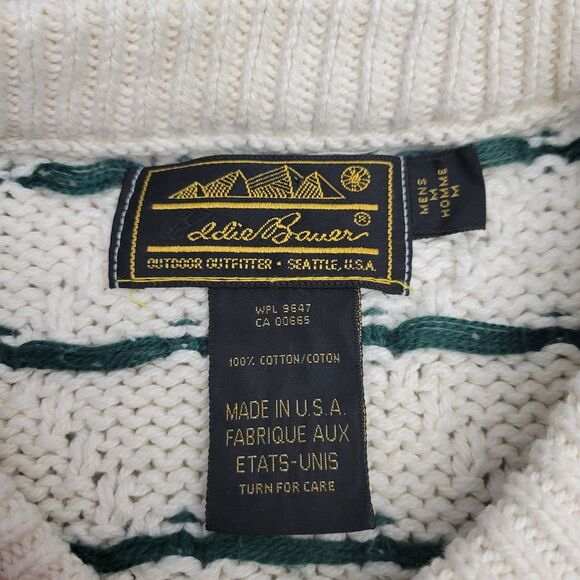 Eddie Bauer®
OUTDOOR OUTFITTER • SEATTLE, U.S.A.
MENS
M
HOMME
M
WPL 9647
CA 00665
100% COTTON/COTON
MADE IN U.S.A.
FABRIQUE AUX
ETATS-UNIS
TURN FOR CARE